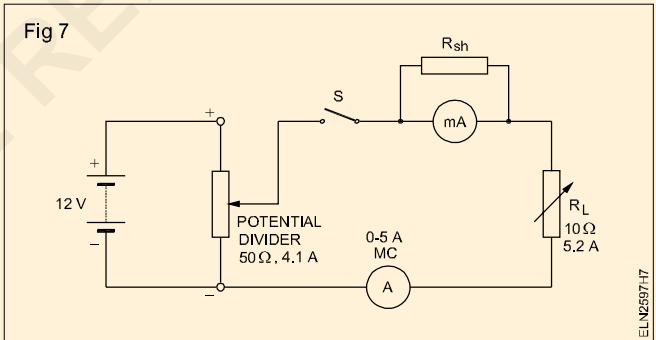 Fig 7
R sh
S
mA
+
+
12 V
–
POTENTIAL
DIVIDER
50 Ω, 4.1 A
–
0-5 A
MC
A
R L
10 Ω
5.2 A
ELN2597H7